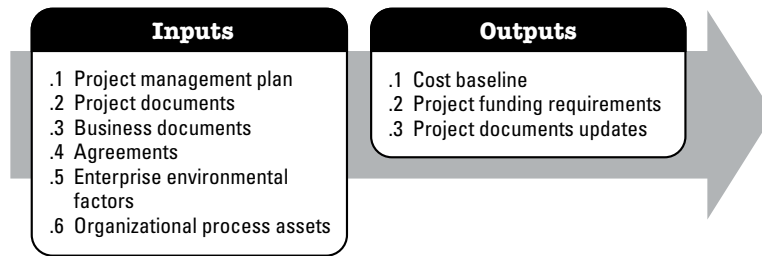 Inputs
.1 Project management plan
.2 Project documents
.3 Business documents
.4 Agreements
.5 Enterprise environmental
factors
.6 Organizational process assets
Outputs
.1 Cost baseline
.2 Project funding requirements
.3 Project documents updates